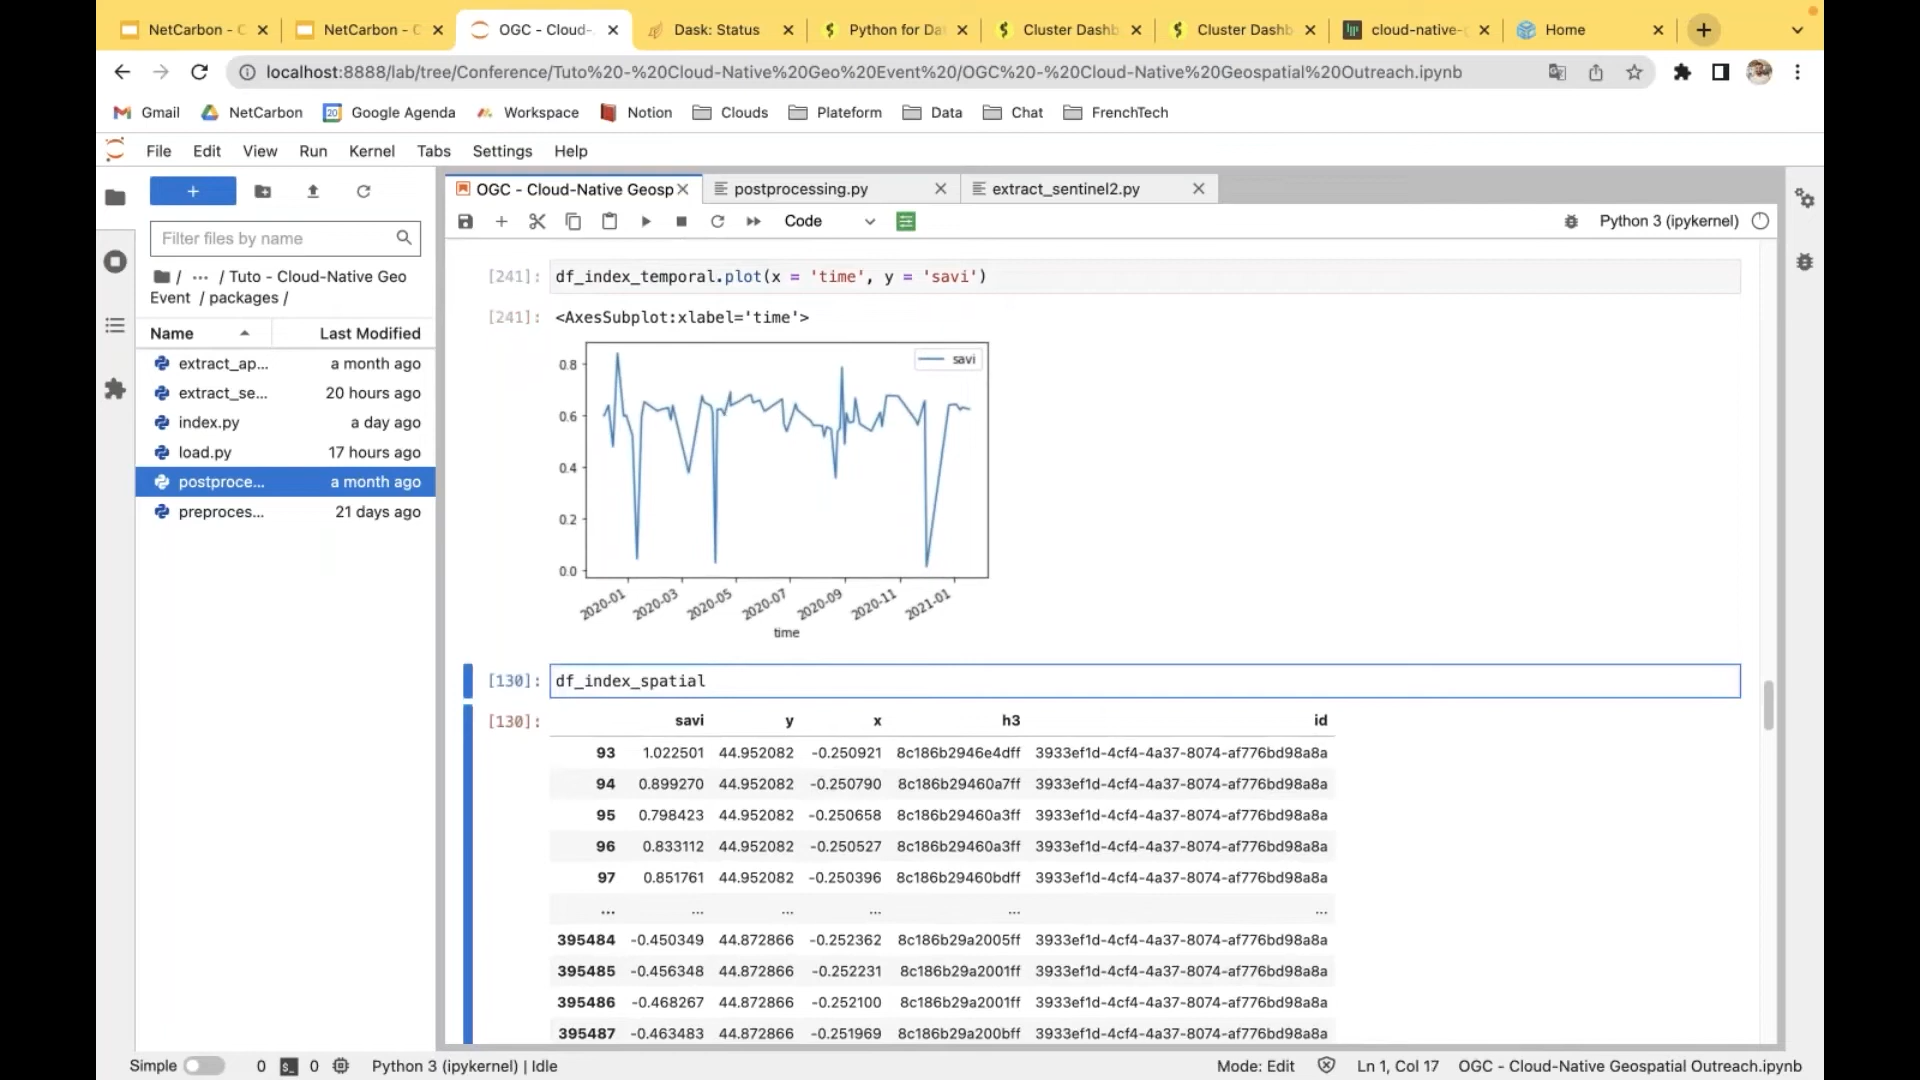 NetCarbon - C
NetCarbon - C
OGC - Cloud-
Dask: Status
Python for Da
Cluster Dashb
Cluster Dashb
cloud-native-
Home
localhost:8888/lab/tree/Conference/Tuto%20-%20Cloud-Native%20Geo%20Event%20/OGC%20-%20Cloud-Native%20Geospatial%20Outreach.ipynb
Gmail NetCarbon Google Agenda Workspace Notion Clouds Plateform Data Chat FrenchTech
File Edit View Run Kernel Tabs Settings Help
Filter files by name
/ ... / Tuto - Cloud-Native Geo
Event / packages /
Name Last Modified
extract_ap... a month ago
extract_se... 20 hours ago
index.py a day ago
load.py 17 hours ago
postproce... a month ago
preproces... 21 days ago
OGC - Cloud-Native Geosp
postprocessing.py
extract_sentinel2.py
Code
Python 3 (ipykernel)
[241]: df_index_temporal.plot(x = 'time', y = 'savi')
[241]: <AxesSubplot:xlabel='time'>
savi
0.8
0.6
0.4
0.2
0.0
2020-01 2020-03 2020-05 2020-07 2020-09 2020-11 2021-01
time
[130]: df_index_spatial
[130]: savi y x h3 id
93 1.022501 44.952082 -0.250921 8c186b2946e4dff 3933ef1d-4cf4-4a37-8074-af776bd98a8a
94 0.899270 44.952082 -0.250790 8c186b29460a7ff 3933ef1d-4cf4-4a37-8074-af776bd98a8a
95 0.798423 44.952082 -0.250658 8c186b29460a3ff 3933ef1d-4cf4-4a37-8074-af776bd98a8a
96 0.833112 44.952082 -0.250527 8c186b29460a3ff 3933ef1d-4cf4-4a37-8074-af776bd98a8a
97 0.851761 44.952082 -0.250396 8c186b29460bdff 3933ef1d-4cf4-4a37-8074-af776bd98a8a
... ... ... ... ... ...
395484 -0.450349 44.872866 -0.252362 8c186b29a2005ff 3933ef1d-4cf4-4a37-8074-af776bd98a8a
395485 -0.456348 44.872866 -0.252231 8c186b29a2001ff 3933ef1d-4cf4-4a37-8074-af776bd98a8a
395486 -0.468267 44.872866 -0.252100 8c186b29a2001ff 3933ef1d-4cf4-4a37-8074-af776bd98a8a
395487 -0.463483 44.872866 -0.251969 8c186b29a200bff 3933ef1d-4cf4-4a37-8074-af776bd98a8a
Simple 0 0 Python 3 (ipykernel) | Idle Mode: Edit Ln 1, Col 17 OGC - Cloud-Native Geospatial Outreach.ipynb